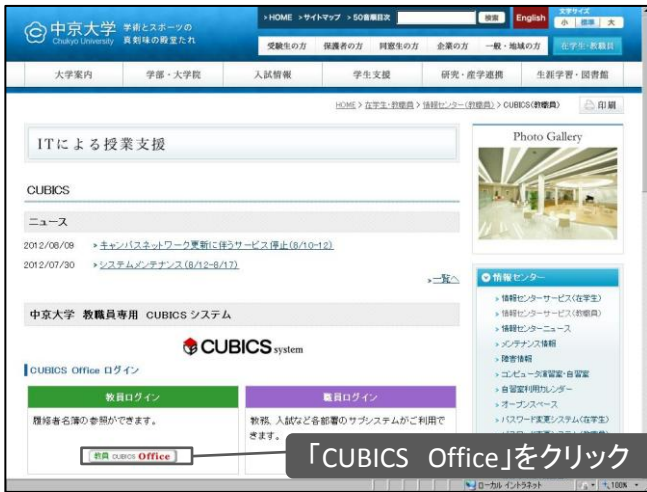 中京大学 学術とスポーツの
Chukyo University 真剣味の殿堂たれ
>HOME >サイトマップ >50音順目次 検索 English 文字サイズ
小 標準 大
受験生の方 保護者の方 同窓生の方 企業の方 一般・地域の方 在学生・教職員
大学案内 学部・大学院 入試情報 学生支援 研究・産学連携 生涯学習・図書館
HOME > 在学生・教職員 > 情報センター(教職員) > CUBICS(教職員) 印刷
ITによる授業支援
Photo Gallery
CUBICS
ニュース
2012/08/09 キャンパスネットワーク更新に伴うサービス停止(8/10-12)
2012/07/30 システムメンテナンス(8/12-8/17)
»一覧へ
中京大学 教職員専用 CUBICS システム
CUBICS system
CUBICS Office ログイン
教員ログイン
履修者名簿の参照ができます。
教員 CUBICS Office
職員ログイン
教務、入試など各部署のサブシステムがご利用で
きます。
情報センター
情報センターサービス(在学生)
情報センターサービス(教職員)
情報センターニュース
メンテナンス情報
障害情報
コンピュータ演習室・自習室
自習室利用カレンダー
オープンスペース
パスワード変更システム(在学生)
「CUBICS Office」をクリック
ローカル イントラネット 100%